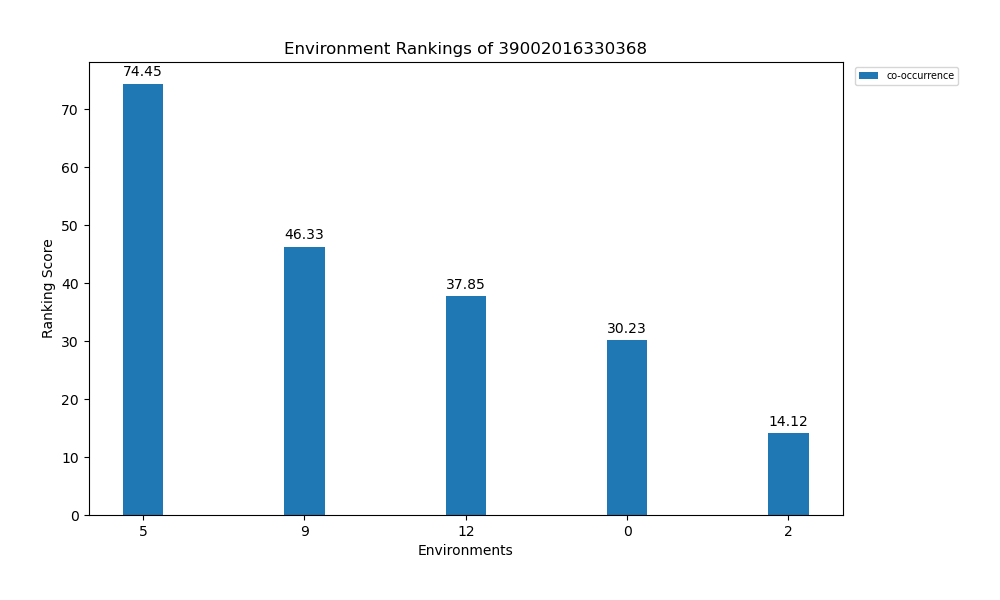 Environment Rankings of 39002016330368
co-occurrence
74.45
46.33
37.85
30.23
14.12
Ranking Score
70
60
50
40
30
20
10
0
5 9 12 0 2
Environments